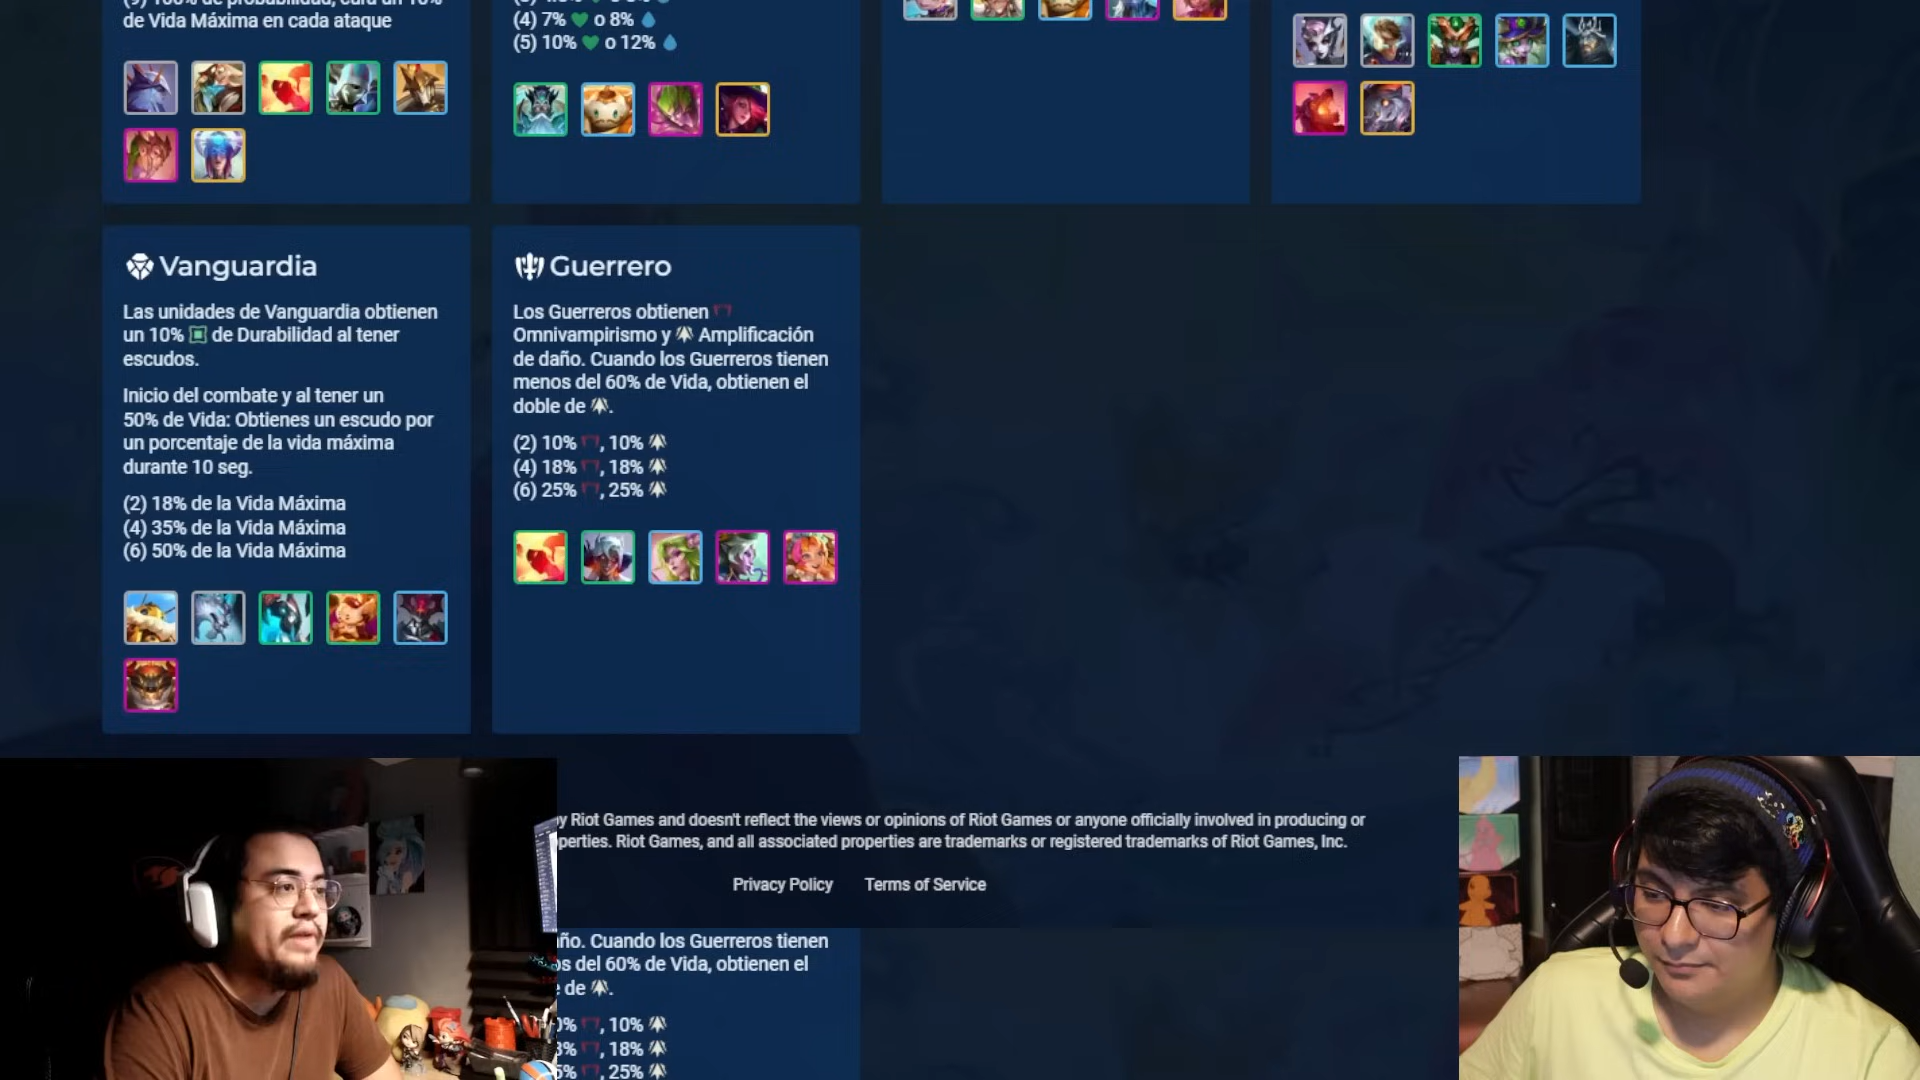 de Vida Máxima en cada ataque
(4) 7% o 8%
(5) 10% o 12%
Vanguardia
Las unidades de Vanguardia obtienen
un 10% de Durabilidad al tener
escudos.
Inicio del combate y al tener un
50% de Vida: Obtienes un escudo por
un porcentaje de la vida máxima
durante 10 seg.
(2) 18% de la Vida Máxima
(4) 35% de la Vida Máxima
(6) 50% de la Vida Máxima
Guerrero
Los Guerreros obtienen
Omnivampirismo y Amplificación
de daño. Cuando los Guerreros tienen
menos del 60% de Vida, obtienen el
doble de .
(2) 10% , 10%
(4) 18% , 18%
(6) 25% , 25%
y Riot Games and doesn't reflect the views or opinions of Riot Games or anyone officially involved in producing or
perties. Riot Games, and all associated properties are trademarks or registered trademarks of Riot Games, Inc.
Privacy Policy Terms of Service
ño. Cuando los Guerreros tienen
s del 60% de Vida, obtienen el
de .
0% , 10%
8% , 18%
5% , 25%